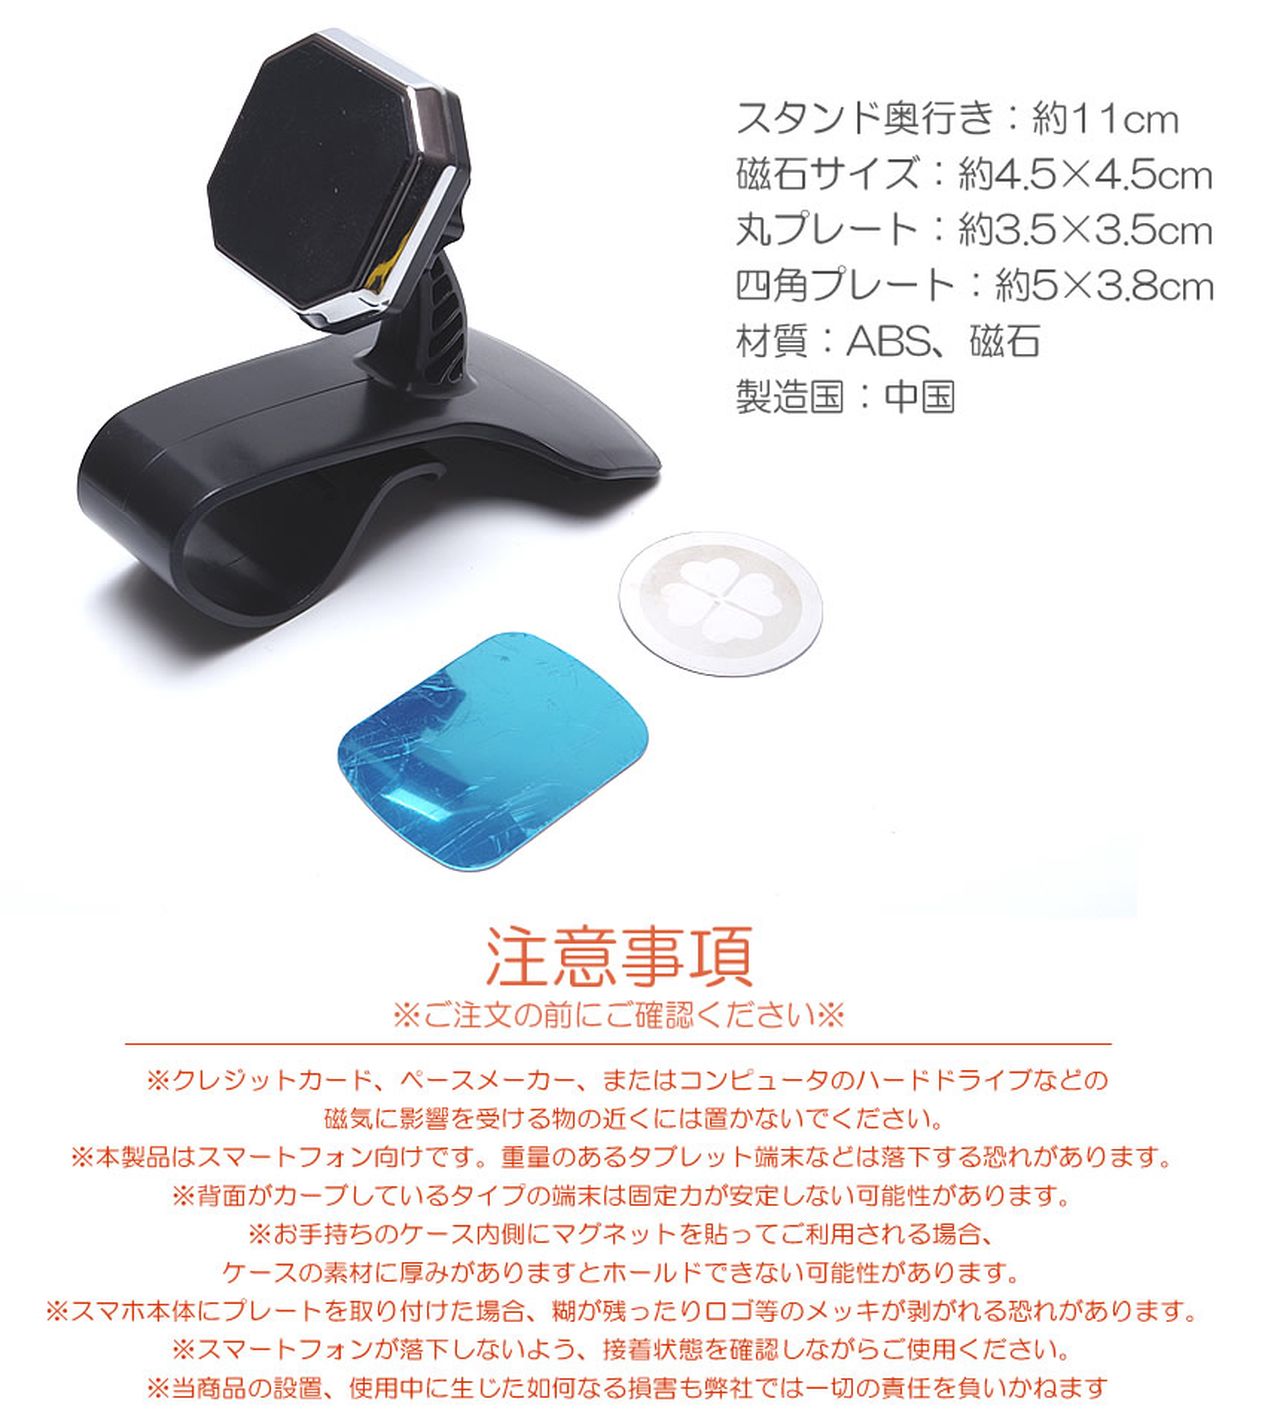 スタンド奥行き：約11cm
磁石サイズ：約4.5×4.5cm
丸プレート：約3.5×3.5cm
四角プレート：約5×3.8cm
材質：ABS、磁石
製造国：中国
注意事項
※ご注文の前にご確認ください※
※クレジットカード、ペースメーカー、またはコンピュータのハードドライブなどの
磁気に影響を受ける物の近くには置かないでください。
※本製品はスマートフォン向けです。重量のあるタブレット端末などは落下する恐れがあります。
※背面がカーブしているタイプの端末は固定力が安定しない可能性があります。
※お手持ちのケース内側にマグネットを貼ってご利用される場合、
ケースの素材に厚みがありますとホールドできない可能性があります。
※スマホ本体にプレートを取り付けた場合、糊が残ったりロゴ等のメッキが剥がれる恐れがあります。
※スマートフォンが落下しないよう、接着状態を確認しながらご使用ください。
※当商品の設置、使用中に生じた如何なる損害も弊社では一切の責任を負いかねます